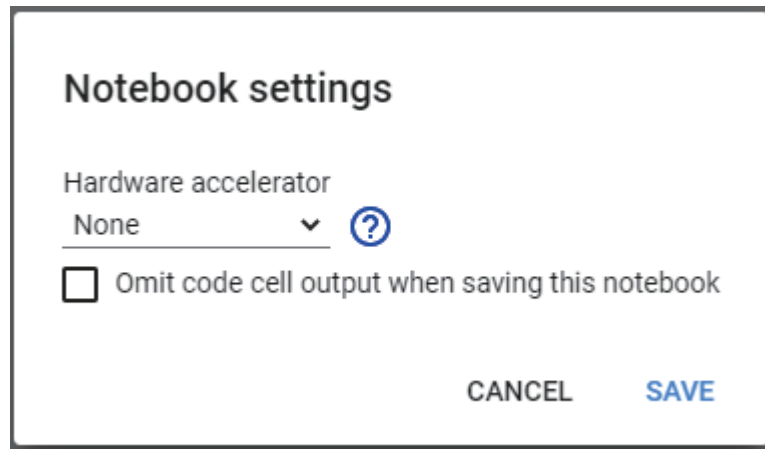 Notebook settings
Hardware accelerator
None
Omit code cell output when saving this notebook
CANCEL SAVE